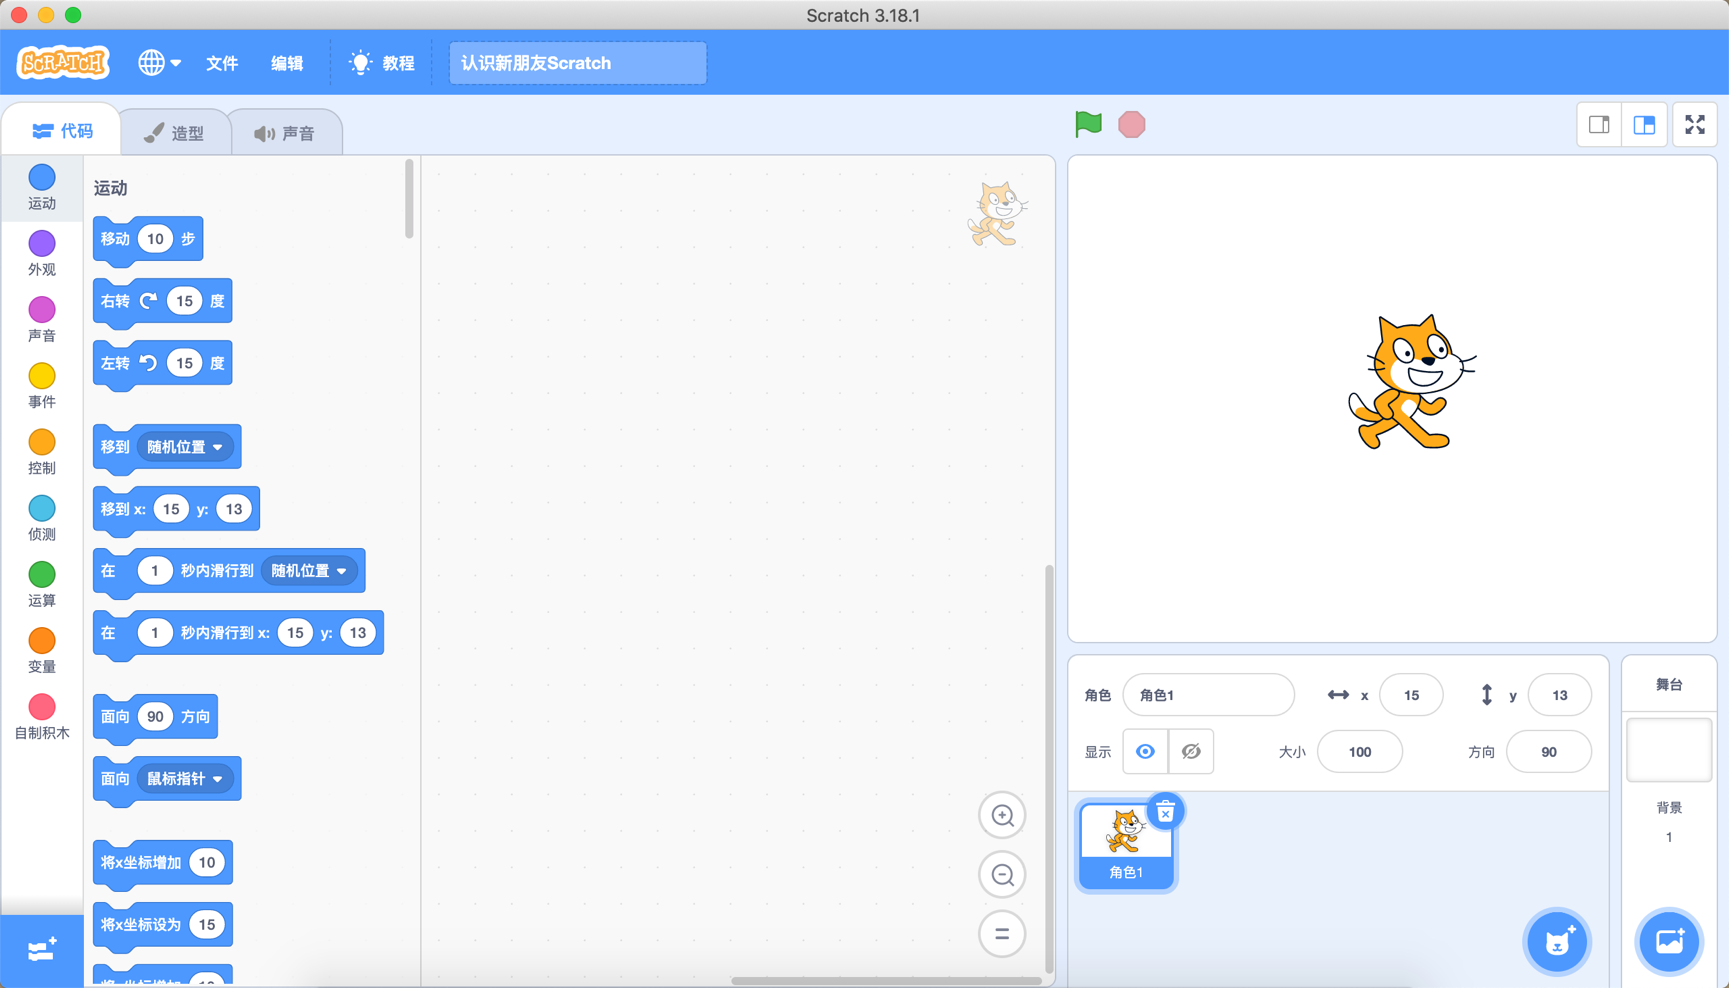 Scratch 3.18.1
SCRATCH 文件 编辑 教程 认识新朋友Scratch
代码 造型 声音
运动
外观
声音
事件
控制
侦测
运算
变量
自制积木
运动
移动 10 步
右转 15 度
左转 15 度
移到 随机位置
移到 x: 15 y: 13
在 1 秒内滑行到 随机位置
在 1 秒内滑行到 x: 15 y: 13
面向 90 方向
面向 鼠标指针
将x坐标增加 10
将x坐标设为 15
角色 角色1 x 15 y 13
显示 大小 100 方向 90
角色1
舞台
背景
1